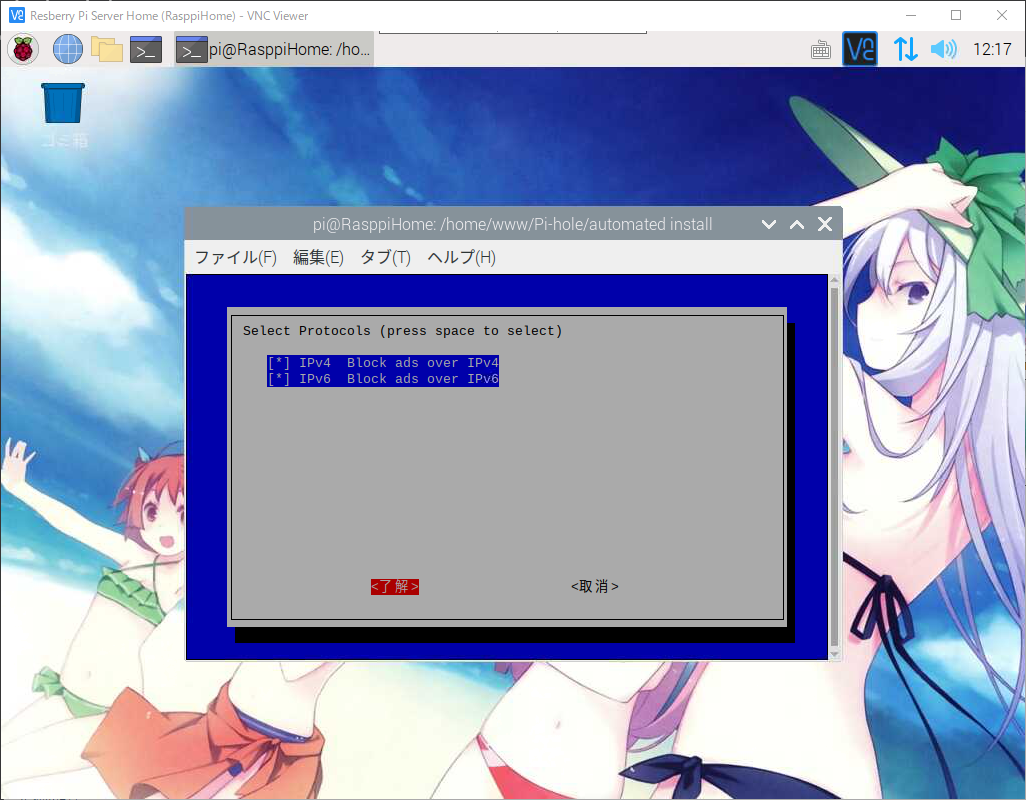 Resberry Pi Server Home (RasppiHome) - VNC Viewer
pi@RasppiHome: /ho...
12:17
ゴミ箱
pi@RasppiHome: /home/www/Pi-hole/automated install
ファイル(F) 編集(E) タブ(T) ヘルプ(H)
Select Protocols (press space to select)
[*] IPv4 Block ads over IPv4
[*] IPv6 Block ads over IPv6
<了解> <取消>